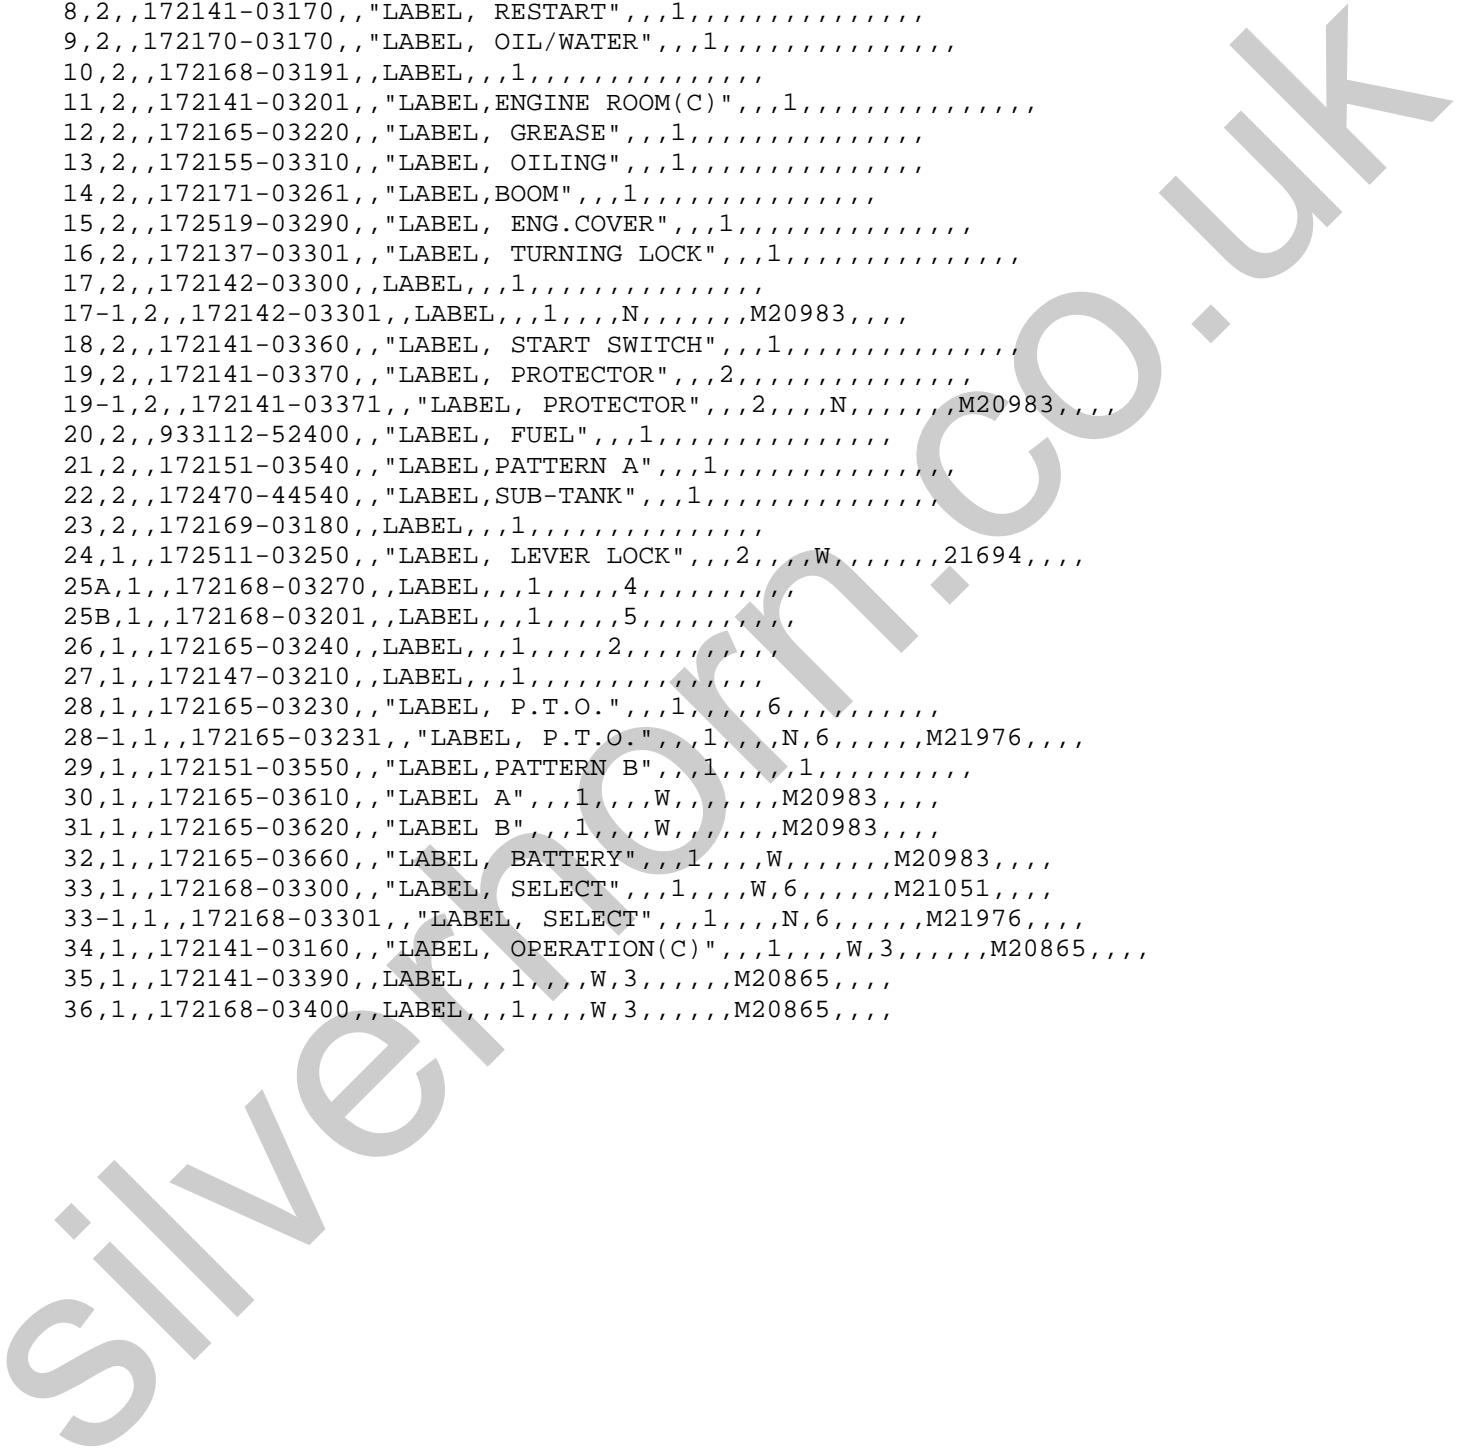 8,2,,172141-03170,,"LABEL, RESTART",,,1,,,,,,,,,,,,,,,
9,2,,172170-03170,,"LABEL, OIL/WATER",,,1,,,,,,,,,,,,,,,
10,2,,172168-03191,,LABEL,,,1,,,,,,,,,,,,,,,
11,2,,172141-03201,,"LABEL,ENGINE ROOM(C)",,,1,,,,,,,,,,,,,,,
12,2,,172165-03220,,"LABEL, GREASE",,,1,,,,,,,,,,,,,,,
13,2,,172155-03310,,"LABEL, OILING",,,1,,,,,,,,,,,,,,,
14,2,,172171-03261,,"LABEL,BOOM",,,1,,,,,,,,,,,,,,,
15,2,,172519-03290,,"LABEL, ENG.COVER",,,1,,,,,,,,,,,,,,,
16,2,,172137-03301,,"LABEL, TURNING LOCK",,,1,,,,,,,,,,,,,,,
17,2,,172142-03300,,LABEL,,,1,,,,,,,,,,,,,,,
17-1,2,,172142-03301,,LABEL,,,1,,,,N,,,,,,,M20983,,,,
18,2,,172141-03360,,"LABEL, START SWITCH",,,1,,,,,,,,,,,,,,,
19,2,,172141-03370,,"LABEL, PROTECTOR",,,2,,,,,,,,,,,,,,,
19-1,2,,172141-03371,,"LABEL, PROTECTOR",,,2,,,,N,,,,,,,M20983,,,,
20,2,,933112-52400,,"LABEL, FUEL",,,1,,,,,,,,,,,,,,,
21,2,,172151-03540,,"LABEL,PATTERN A",,,1,,,,,,,,,,,,,,,
22,2,,172470-44540,,"LABEL,SUB-TANK",,,1,,,,,,,,,,,,,,,
23,2,,172169-03180,,LABEL,,,1,,,,,,,,,,,,,,,
24,1,,172511-03250,,"LABEL, LEVER LOCK",,,2,,,,W,,,,,,,21694,,,,
25A,1,,172168-03270,,LABEL,,,1,,,,,4,,,,,,,,,,
25B,1,,172168-03201,,LABEL,,,1,,,,,5,,,,,,,,,,
26,1,,172165-03240,,LABEL,,,1,,,,,2,,,,,,,,,,
27,1,,172147-03210,,LABEL,,,1,,,,,,,,,,,,,,,
28,1,,172165-03230,,"LABEL, P.T.O.",,,1,,,,,6,,,,,,,,,,
28-1,1,,172165-03231,,"LABEL, P.T.O.",,,1,,,,N,6,,,,,,M21976,,,,
29,1,,172151-03550,,"LABEL,PATTERN B",,,1,,,,,1,,,,,,,,,,
30,1,,172165-03610,,"LABEL A",,,1,,,,W,,,,,,,M20983,,,,
31,1,,172165-03620,,"LABEL B",,,1,,,,W,,,,,,,M20983,,,,
32,1,,172165-03660,,"LABEL, BATTERY",,,1,,,,W,,,,,,,M20983,,,,
33,1,,172168-03300,,"LABEL, SELECT",,,1,,,,W,6,,,,,,M21051,,,,
33-1,1,,172168-03301,,"LABEL, SELECT",,,1,,,,N,6,,,,,,M21976,,,,
34,1,,172141-03160,,"LABEL, OPERATION(C)",,,1,,,,W,3,,,,,,M20865,,,,
35,1,,172141-03390,,LABEL,,,1,,,,W,3,,,,,,M20865,,,,
36,1,,172168-03400,,LABEL,,,1,,,,W,3,,,,,,M20865,,,,
silverhorn.co.uk